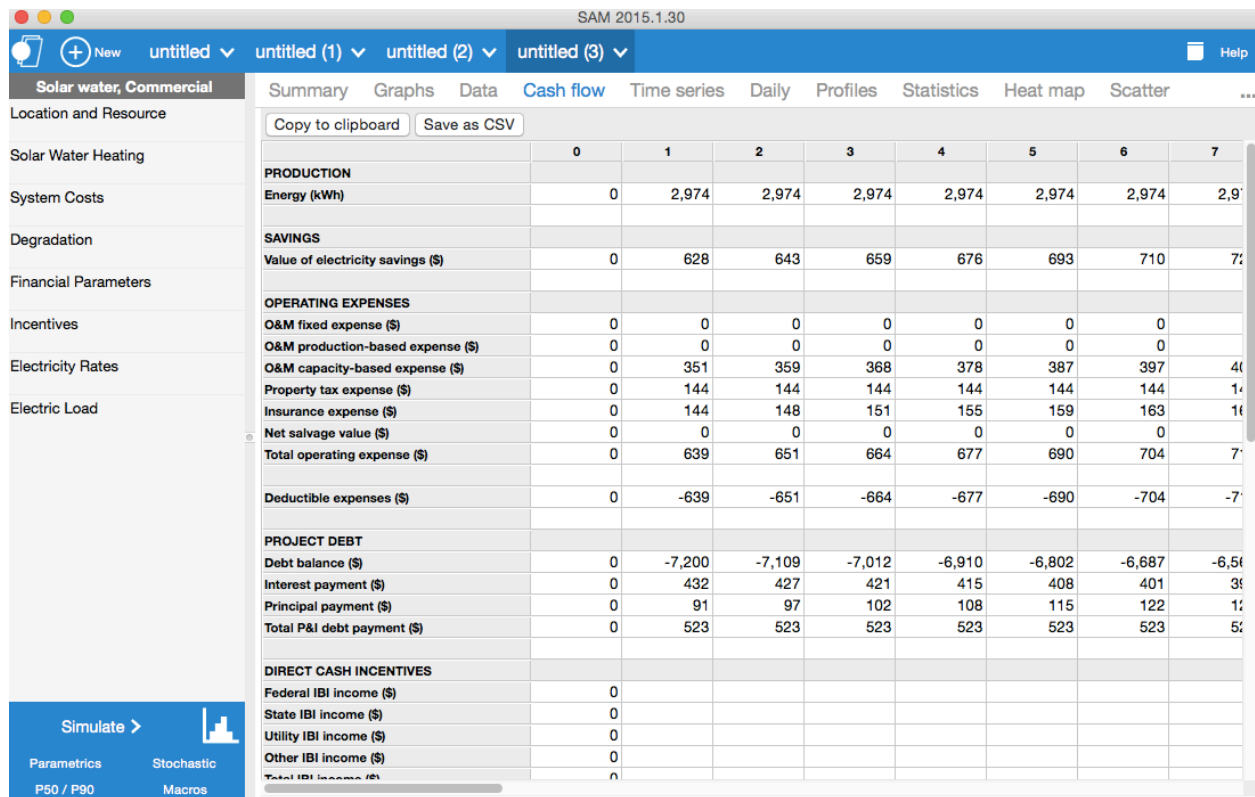 SAM 2015.1.30
New untitled untitled (1) untitled (2) untitled (3) Help
Solar water, Commercial
Location and Resource
Solar Water Heating
System Costs
Degradation
Financial Parameters
Incentives
Electricity Rates
Electric Load
Simulate >
Parametrics Stochastic
P50 / P90 Macros
Summary Graphs Data Cash flow Time series Daily Profiles Statistics Heat map Scatter ...
Copy to clipboard Save as CSV
0 1 2 3 4 5 6 7
PRODUCTION
Energy (kWh) 0 2,974 2,974 2,974 2,974 2,974 2,974
SAVINGS
Value of electricity savings ($) 0 628 643 659 676 693 710
OPERATING EXPENSES
O&M fixed expense ($) 0 0 0 0 0 0 0
O&M production-based expense ($) 0 0 0 0 0 0 0
O&M capacity-based expense ($) 0 351 359 368 378 387 397
Property tax expense ($) 0 144 144 144 144 144 144
Insurance expense ($) 0 144 148 151 155 159 163
Net salvage value ($) 0 0 0 0 0 0 0
Total operating expense ($) 0 639 651 664 677 690 704
Deductible expenses ($) 0 -639 -651 -664 -677 -690 -704
PROJECT DEBT
Debt balance ($) 0 -7,200 -7,109 -7,012 -6,910 -6,802 -6,687
Interest payment ($) 0 432 427 421 415 408 401
Principal payment ($) 0 91 97 102 108 115 122
Total P&I debt payment ($) 0 523 523 523 523 523 523
DIRECT CASH INCENTIVES
Federal IBI income ($) 0
State IBI income ($) 0
Utility IBI income ($) 0
Other IBI income ($) 0
Total IBI income ($) 0